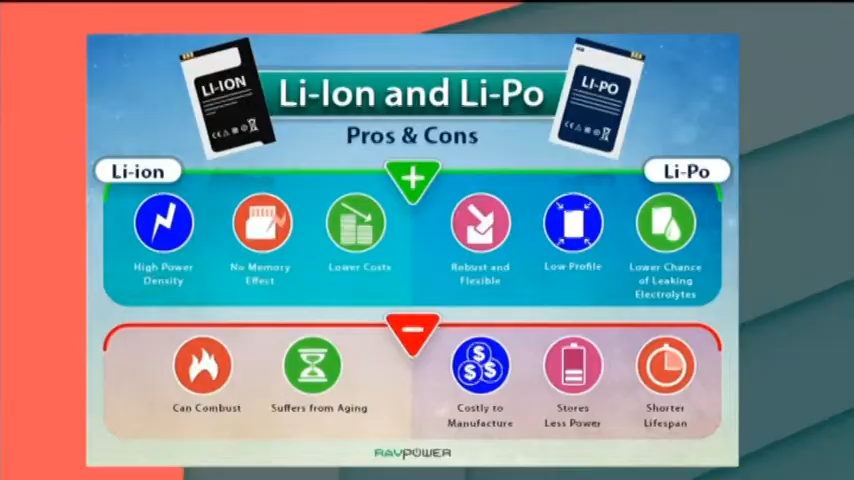 LI-ION
LI-PO
Li-Ion and Li-Po
Pros & Cons
Li-ion
Li-Po
High Power
Density
No Memory
Effect
Lower Costs
Robust and
Flexible
Low Profile
Lower Chance
of Leaking
Electrolytes
Can Combust
Suffers from Aging
Costly to
Manufacture
Stores
Less Power
Shorter
Lifespan
RAVPOWER